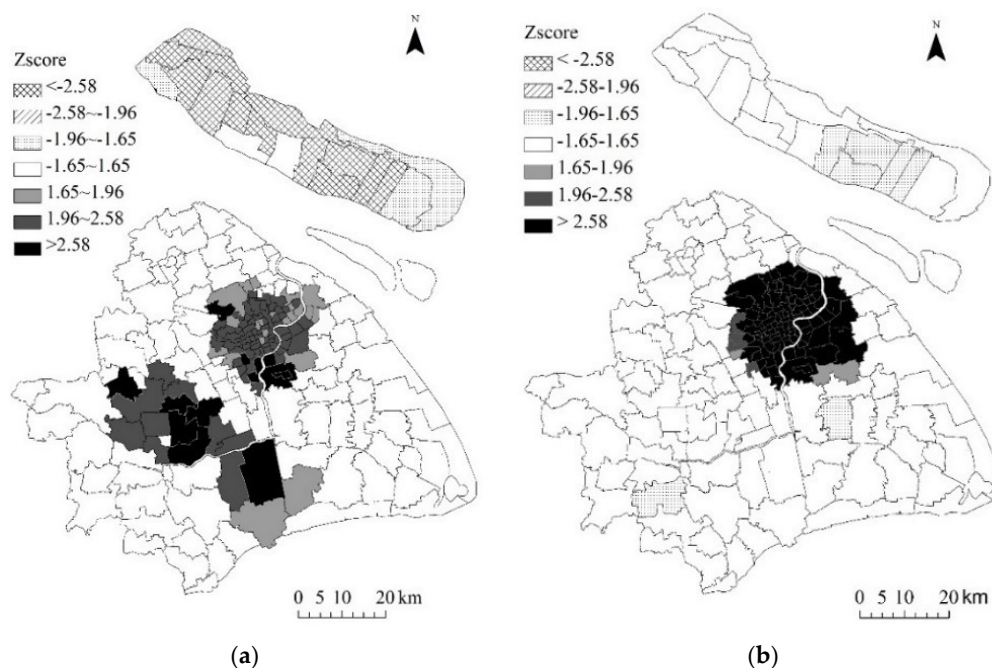 N
Zscore
<-2.58
-2.58~-1.96
-1.96~-1.65
-1.65~1.65
1.65~1.96
1.96~2.58
>2.58
0 5 10 20 km
(a)
N
Zscore
< -2.58
-2.58-1.96
-1.96-1.65
-1.65-1.65
1.65-1.96
1.96-2.58
> 2.58
0 5 10 20 km
(b)